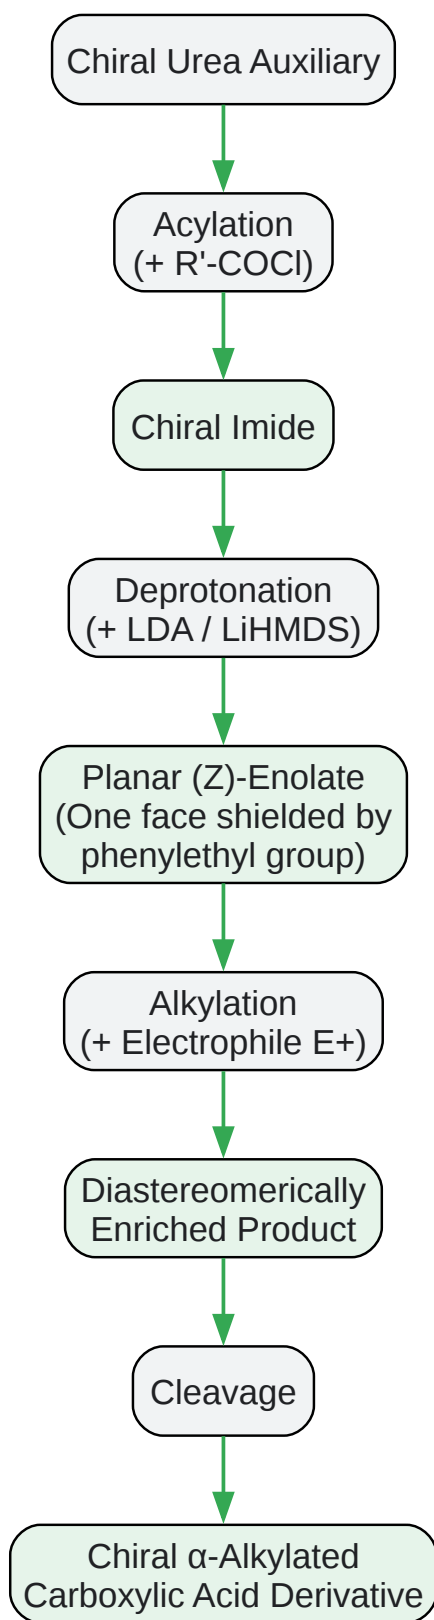 Chiral Urea Auxiliary
Acylation
(+ R'-COCl)
Chiral Imide
Deprotonation
(+ LDA / LiHMDS)
Planar (Z)-Enolate
(One face shielded by
phenylethyl group)
Alkylation
(+ Electrophile E+)
Diastereomerically
Enriched Product
Cleavage
Chiral α-Alkylated
Carboxylic Acid Derivative